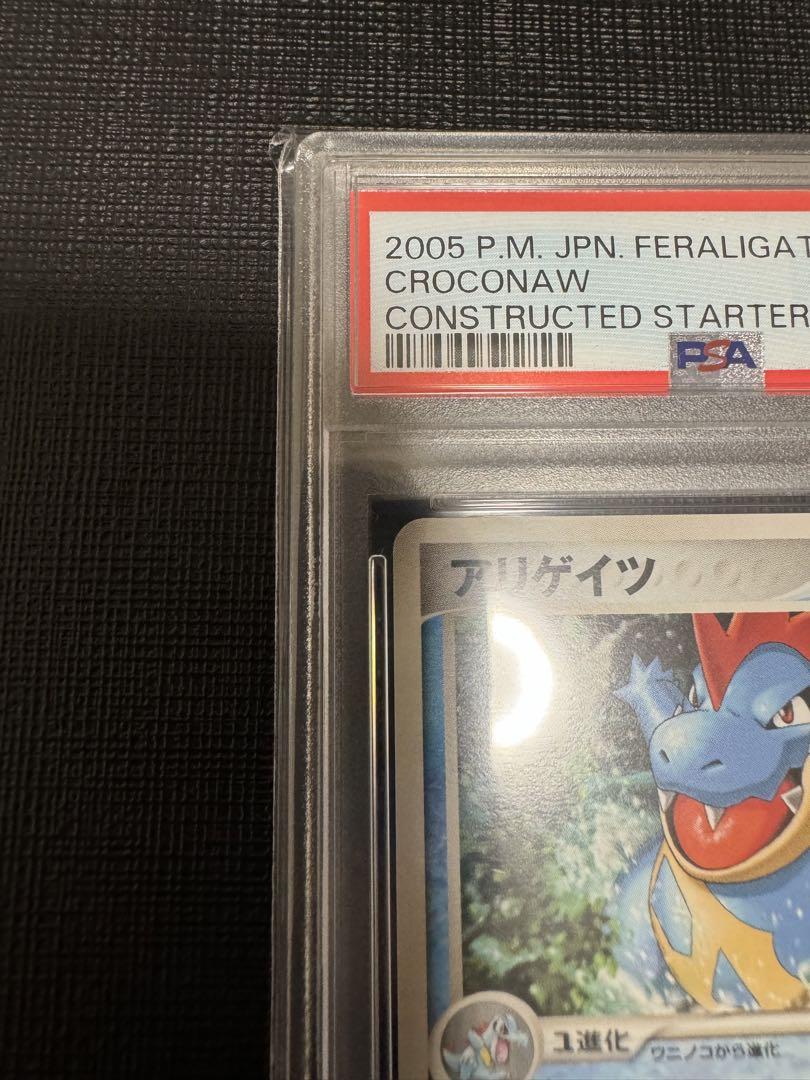 2005 P.M. JPN. FERALIGAT
CROCONAW
CONSTRUCTED STARTER
PSA
アリゲイツ
1進化
ワニノコから進化